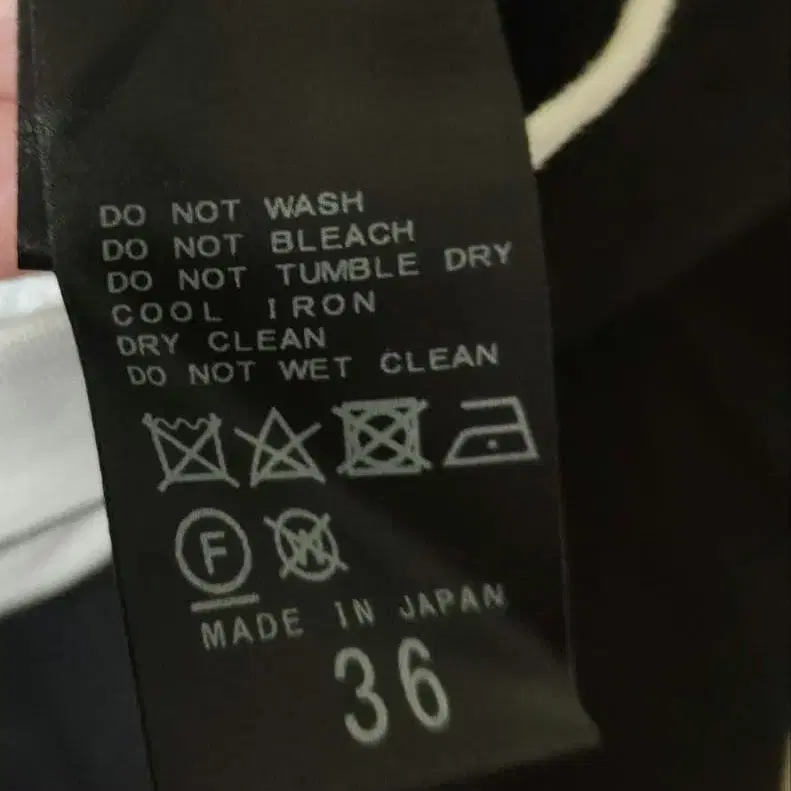 DO NOT WASH
DO NOT BLEACH
DO NOT TUMBLE DRY
COOL IRON
DRY CLEAN
DO NOT WET CLEAN
F W
MADE IN JAPAN
36